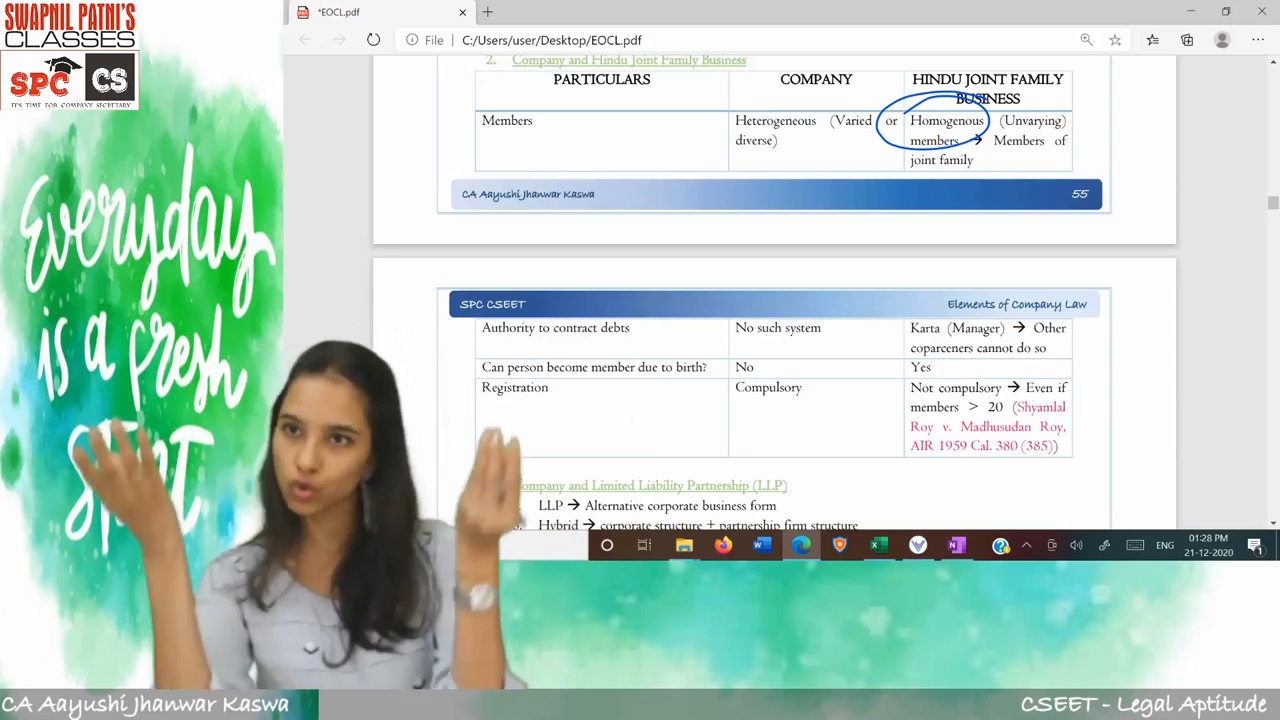 SWAPNIL PATNI'S
CLASSES
SPC CS
IT'S TIME FOR COMPANY SECRETARY
Everyday
is a
fresh
START
*EOCL.pdf
File C:/Users/user/Desktop/EOCL.pdf
2. Company and Hindu Joint Family Business
PARTICULARS COMPANY HINDU JOINT FAMILY
BUSINESS
Members Heterogeneous (Varied or Homogenous (Unvarying)
diverse) members → Members of
joint family
CA Aayushi Jhanwar Kaswa 55
SPC CSEET Elements of Company Law
Authority to contract debts No such system Karta (Manager) → Other
coparceners cannot do so
Can person become member due to birth? No Yes
Registration Compulsory Not compulsory → Even if
members > 20 (Shyamlal
Roy v. Madhusudan Roy,
AIR 1959 Cal. 380 (385))
ompany and Limited Liability Partnership (LLP)
LLP → Alternative corporate business form
Hybrid → corporate structure + partnership firm structure
ENG
01:28 PM
21-12-2020
CA Aayushi Jhanwar Kaswa CSEET - Legal Aptitude